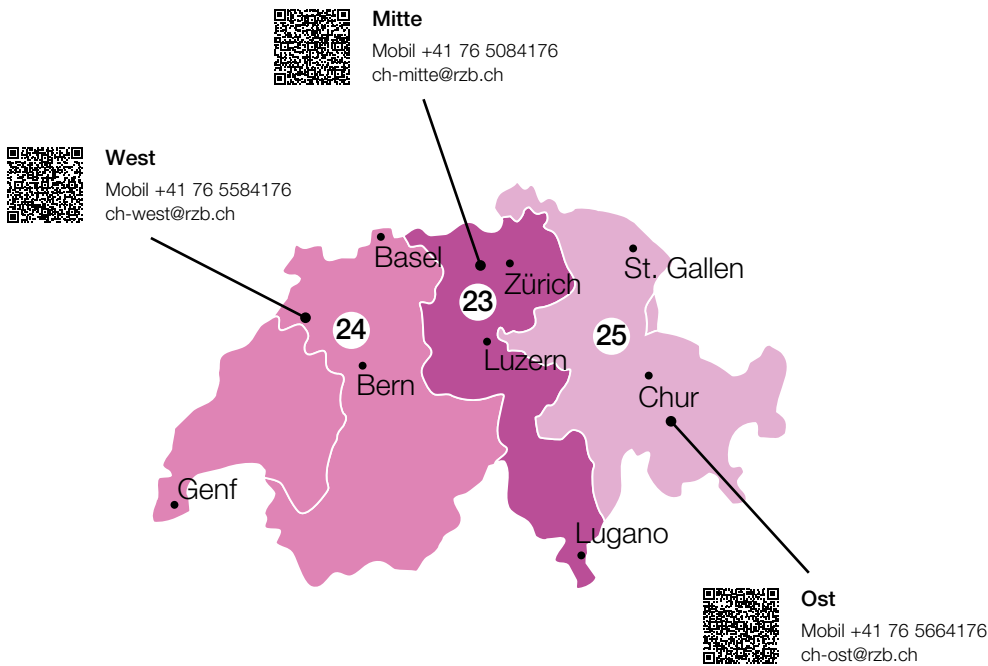 Mitte
Mobil +41 76 5084176
ch-mitte@rzb.ch
West
Mobil +41 76 5584176
ch-west@rzb.ch
Basel
Zürich
St. Gallen
23
24
25
Luzern
Bern
Chur
Genf
Lugano
Ost
Mobil +41 76 5664176
ch-ost@rzb.ch